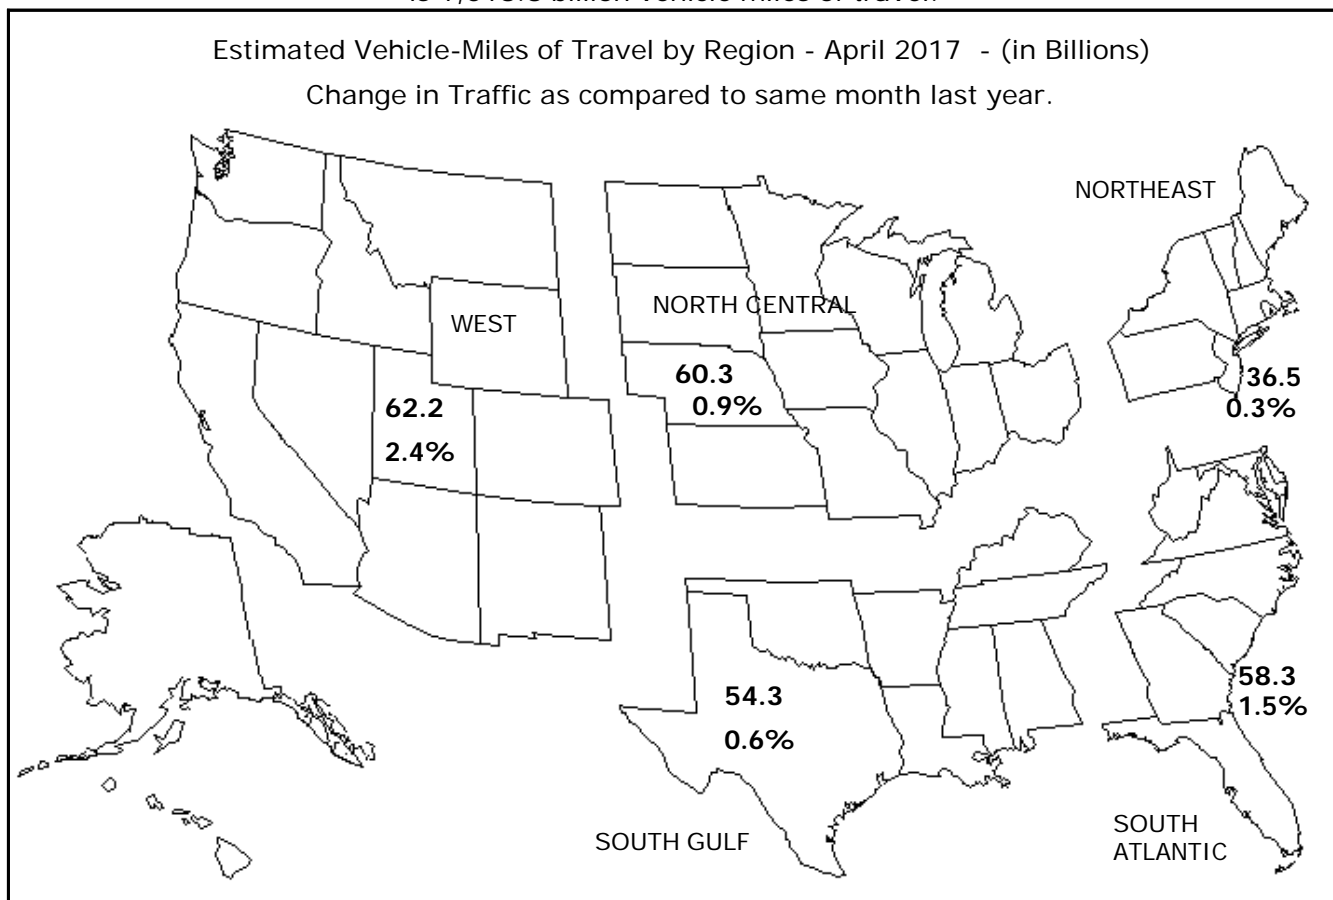 Estimated Vehicle-Miles of Travel by Region - April 2017 - (in Billions)
Change in Traffic as compared to same month last year.
NORTHEAST
NORTH CENTRAL
WEST
60.3
0.9%
36.5
0.3%
62.2
2.4%
58.3
1.5%
54.3
0.6%
SOUTH GULF
SOUTH
ATLANTIC